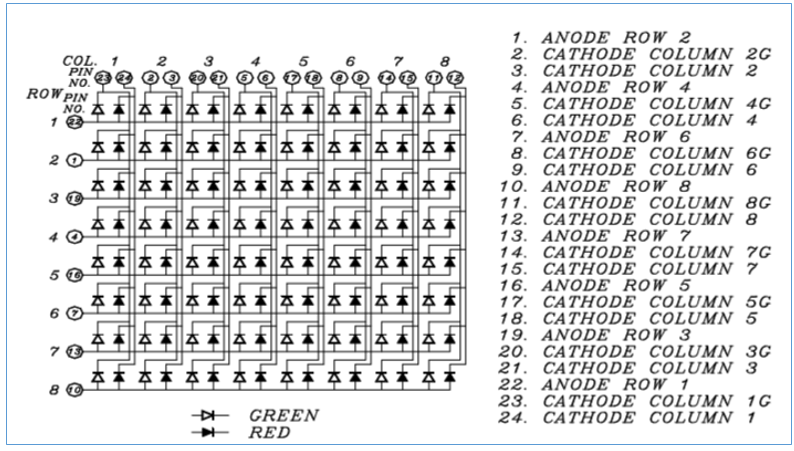 COL. 1 2 3 4 5 6 7 8
PIN NO. 23 24 2 3 20 21 5 6 17 18 8 9 14 15 11 12
ROW PIN NO.
1 22
2 1
3 19
4 4
5 16
6 7
7 13
8 10
GREEN
RED
1. ANODE ROW 2
2. CATHODE COLUMN 2G
3. CATHODE COLUMN 2
4. ANODE ROW 4
5. CATHODE COLUMN 4G
6. CATHODE COLUMN 4
7. ANODE ROW 6
8. CATHODE COLUMN 6G
9. CATHODE COLUMN 6
10. ANODE ROW 8
11. CATHODE COLUMN 8G
12. CATHODE COLUMN 8
13. ANODE ROW 7
14. CATHODE COLUMN 7G
15. CATHODE COLUMN 7
16. ANODE ROW 5
17. CATHODE COLUMN 5G
18. CATHODE COLUMN 5
19. ANODE ROW 3
20. CATHODE COLUMN 3G
21. CATHODE COLUMN 3
22. ANODE ROW 1
23. CATHODE COLUMN 1G
24. CATHODE COLUMN 1